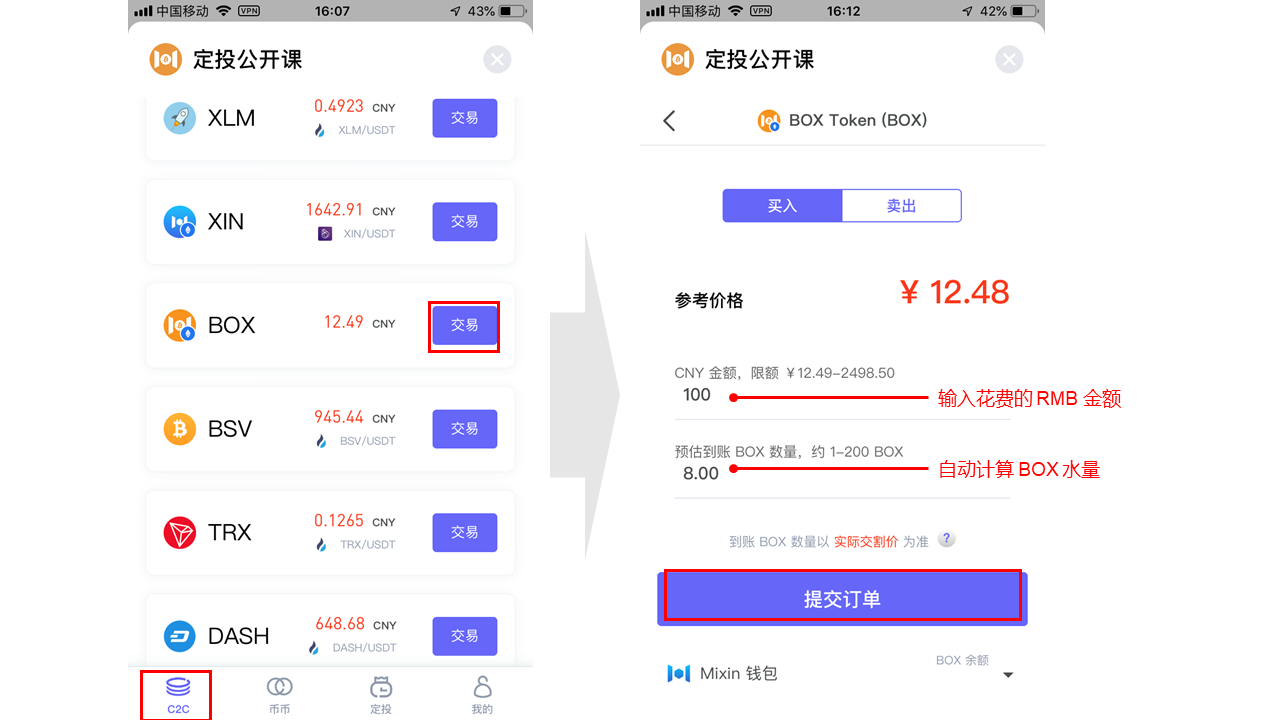 中国移动 VPN 16:07 43%
定投公开课
XLM 0.4923 CNY 交易
XLM/USDT
XIN 1642.91 CNY 交易
XIN/USDT
BOX 12.49 CNY 交易
BSV 945.44 CNY 交易
BSV/USDT
TRX 0.1265 CNY 交易
TRX/USDT
DASH 648.68 CNY 交易
DASH/USDT
C2C 币币 定投 我的
中国移动 VPN 16:12 42%
定投公开课
BOX Token (BOX)
买入 卖出
参考价格 ¥ 12.48
CNY 金额，限额 ¥12.49-2498.50
100
输入花费的 RMB 金额
预估到账 BOX 数量，约 1-200 BOX
8.00
自动计算 BOX 水量
到账 BOX 数量以 实际交割价 为准 ?
提交订单
BOX 余额
Mixin 钱包